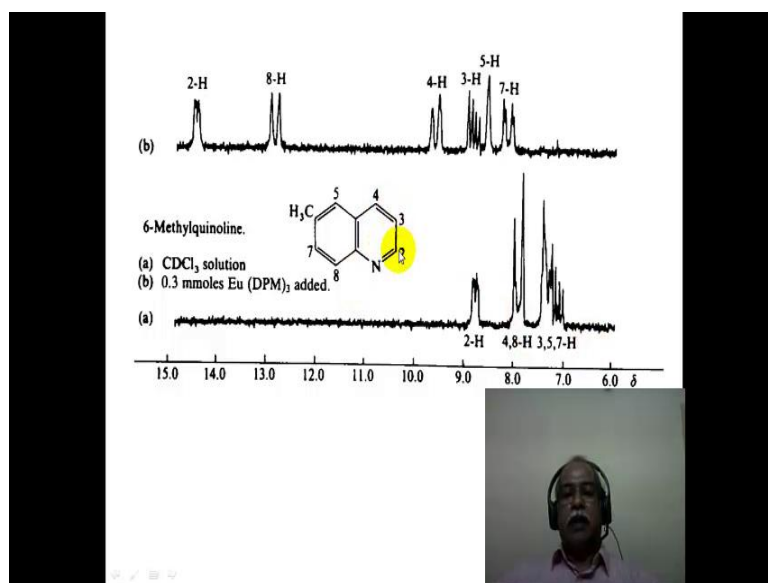 5-H
2-H 8-H 4-H 3-H 7-H
(b)
5 4
H₃C 3
6-Methylquinoline.
7 8 N
(a) CDCl₃ solution
(b) 0.3 mmoles Eu (DPM)₃ added.
(a)
2-H 4,8-H 3,5,7-H
15.0 14.0 13.0 12.0 11.0 10.0 9.0 8.0 7.0 6.0 δ